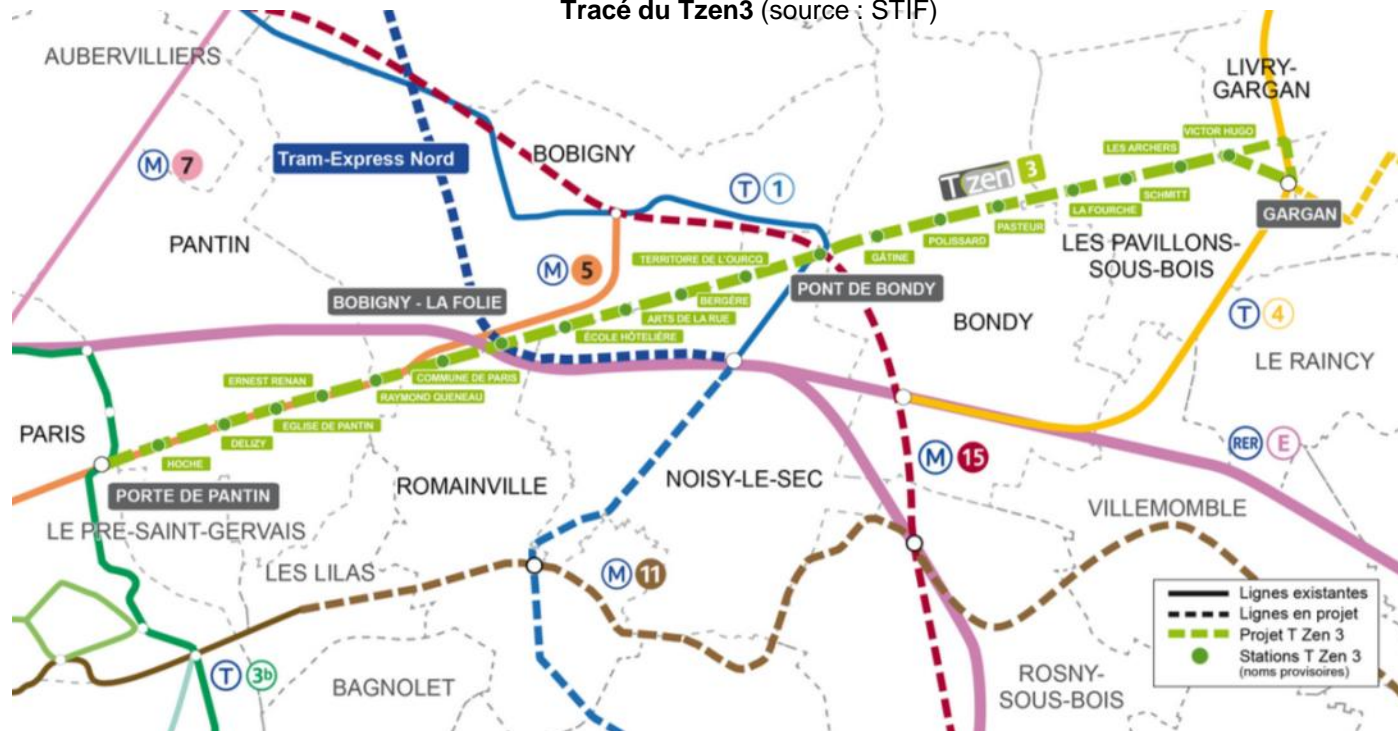 Tracé du Tzen3 (source : STIF)
AUBERVILLIERS
LIVRY-
GARGAN
VICTOR HUGO
LES ARCHERS
M 7
Tram-Express Nord
BOBIGNY
T 1
Tzen 3
SCHMITT
LA FOURCHE
GARGAN
PANTIN
PASTEUR
POLISSARD
LES PAVILLONS-
SOUS-BOIS
M 5
TERRITOIRE DE L'OURCQ
GÂTINE
BOBIGNY - LA FOLIE
BERGÈRE
PONT DE BONDY
ARTS DE LA RUE
BONDY
T 4
ÉCOLE HÔTELIÈRE
LE RAINCY
ERNEST RENAN
COMMUNE DE PARIS
RAYMOND QUENEAU
PARIS
EGLISE DE PANTIN
DELIZY
HOCHE
RER E
M 15
PORTE DE PANTIN
ROMAINVILLE
NOISY-LE-SEC
LE PRE-SAINT-GERVAIS
VILLEMOMBLE
LES LILAS
M 11
Lignes existantes
Lignes en projet
Projet T Zen 3
Stations T Zen 3
(noms provisoires)
T 3b
BAGNOLET
ROSNY-
SOUS-BOIS